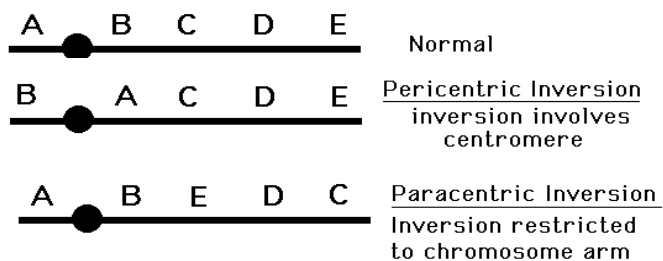 A B C D E
Normal
B A C D E
Pericentric Inversion
inversion involves
centromere
A B E D C
Paracentric Inversion
Inversion restricted
to chromosome arm